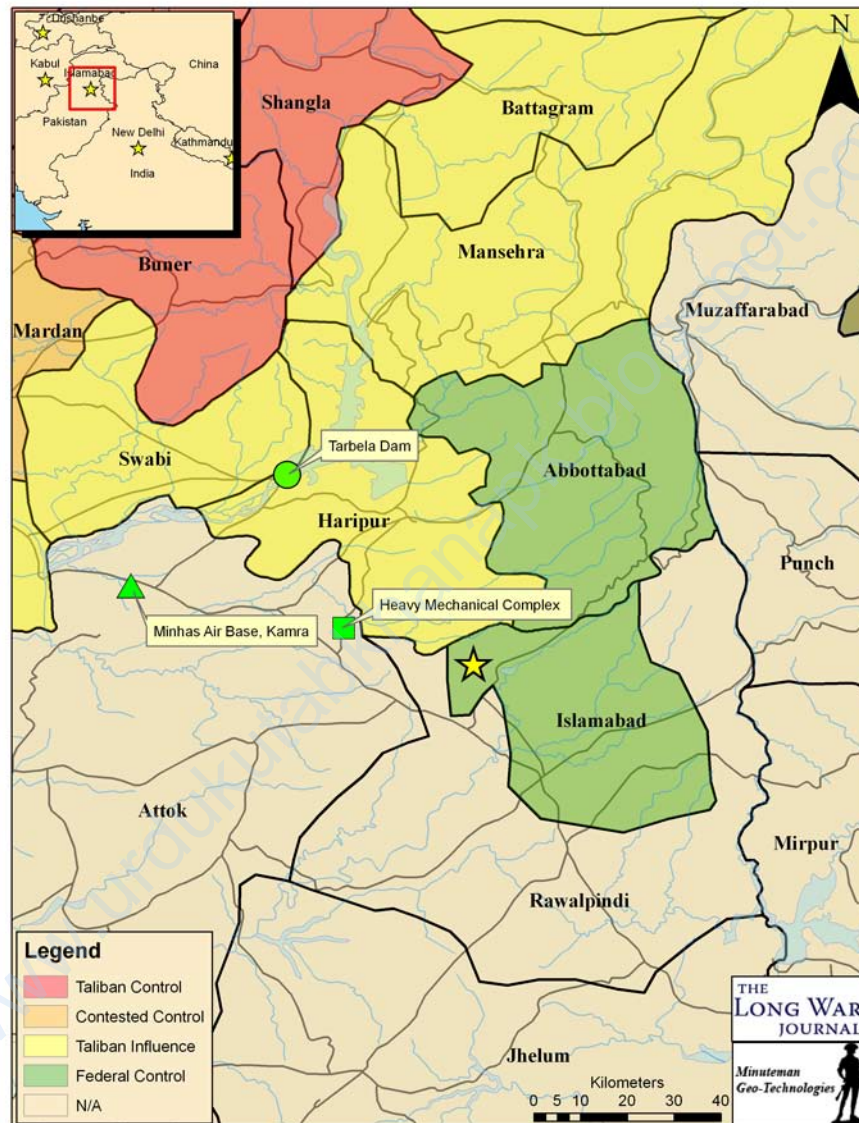 Dushanbe
Kabul
Islamabad
China
Pakistan
New Delhi
Kathmandu
India
N
Shangla
Battagram
Buner
Mansehra
Mardan
Muzaffarabad
Tarbela Dam
Swabi
Abbottabad
Haripur
Punch
Heavy Mechanical Complex
Minhas Air Base, Kamra
Islamabad
Attok
Mirpur
Rawalpindi
Jhelum
Legend
Taliban Control
Contested Control
Taliban Influence
Federal Control
N/A
Kilometers
0 5 10 20 30 40
THE
LONG WAR
JOURNAL
Minuteman
Geo-Technologies